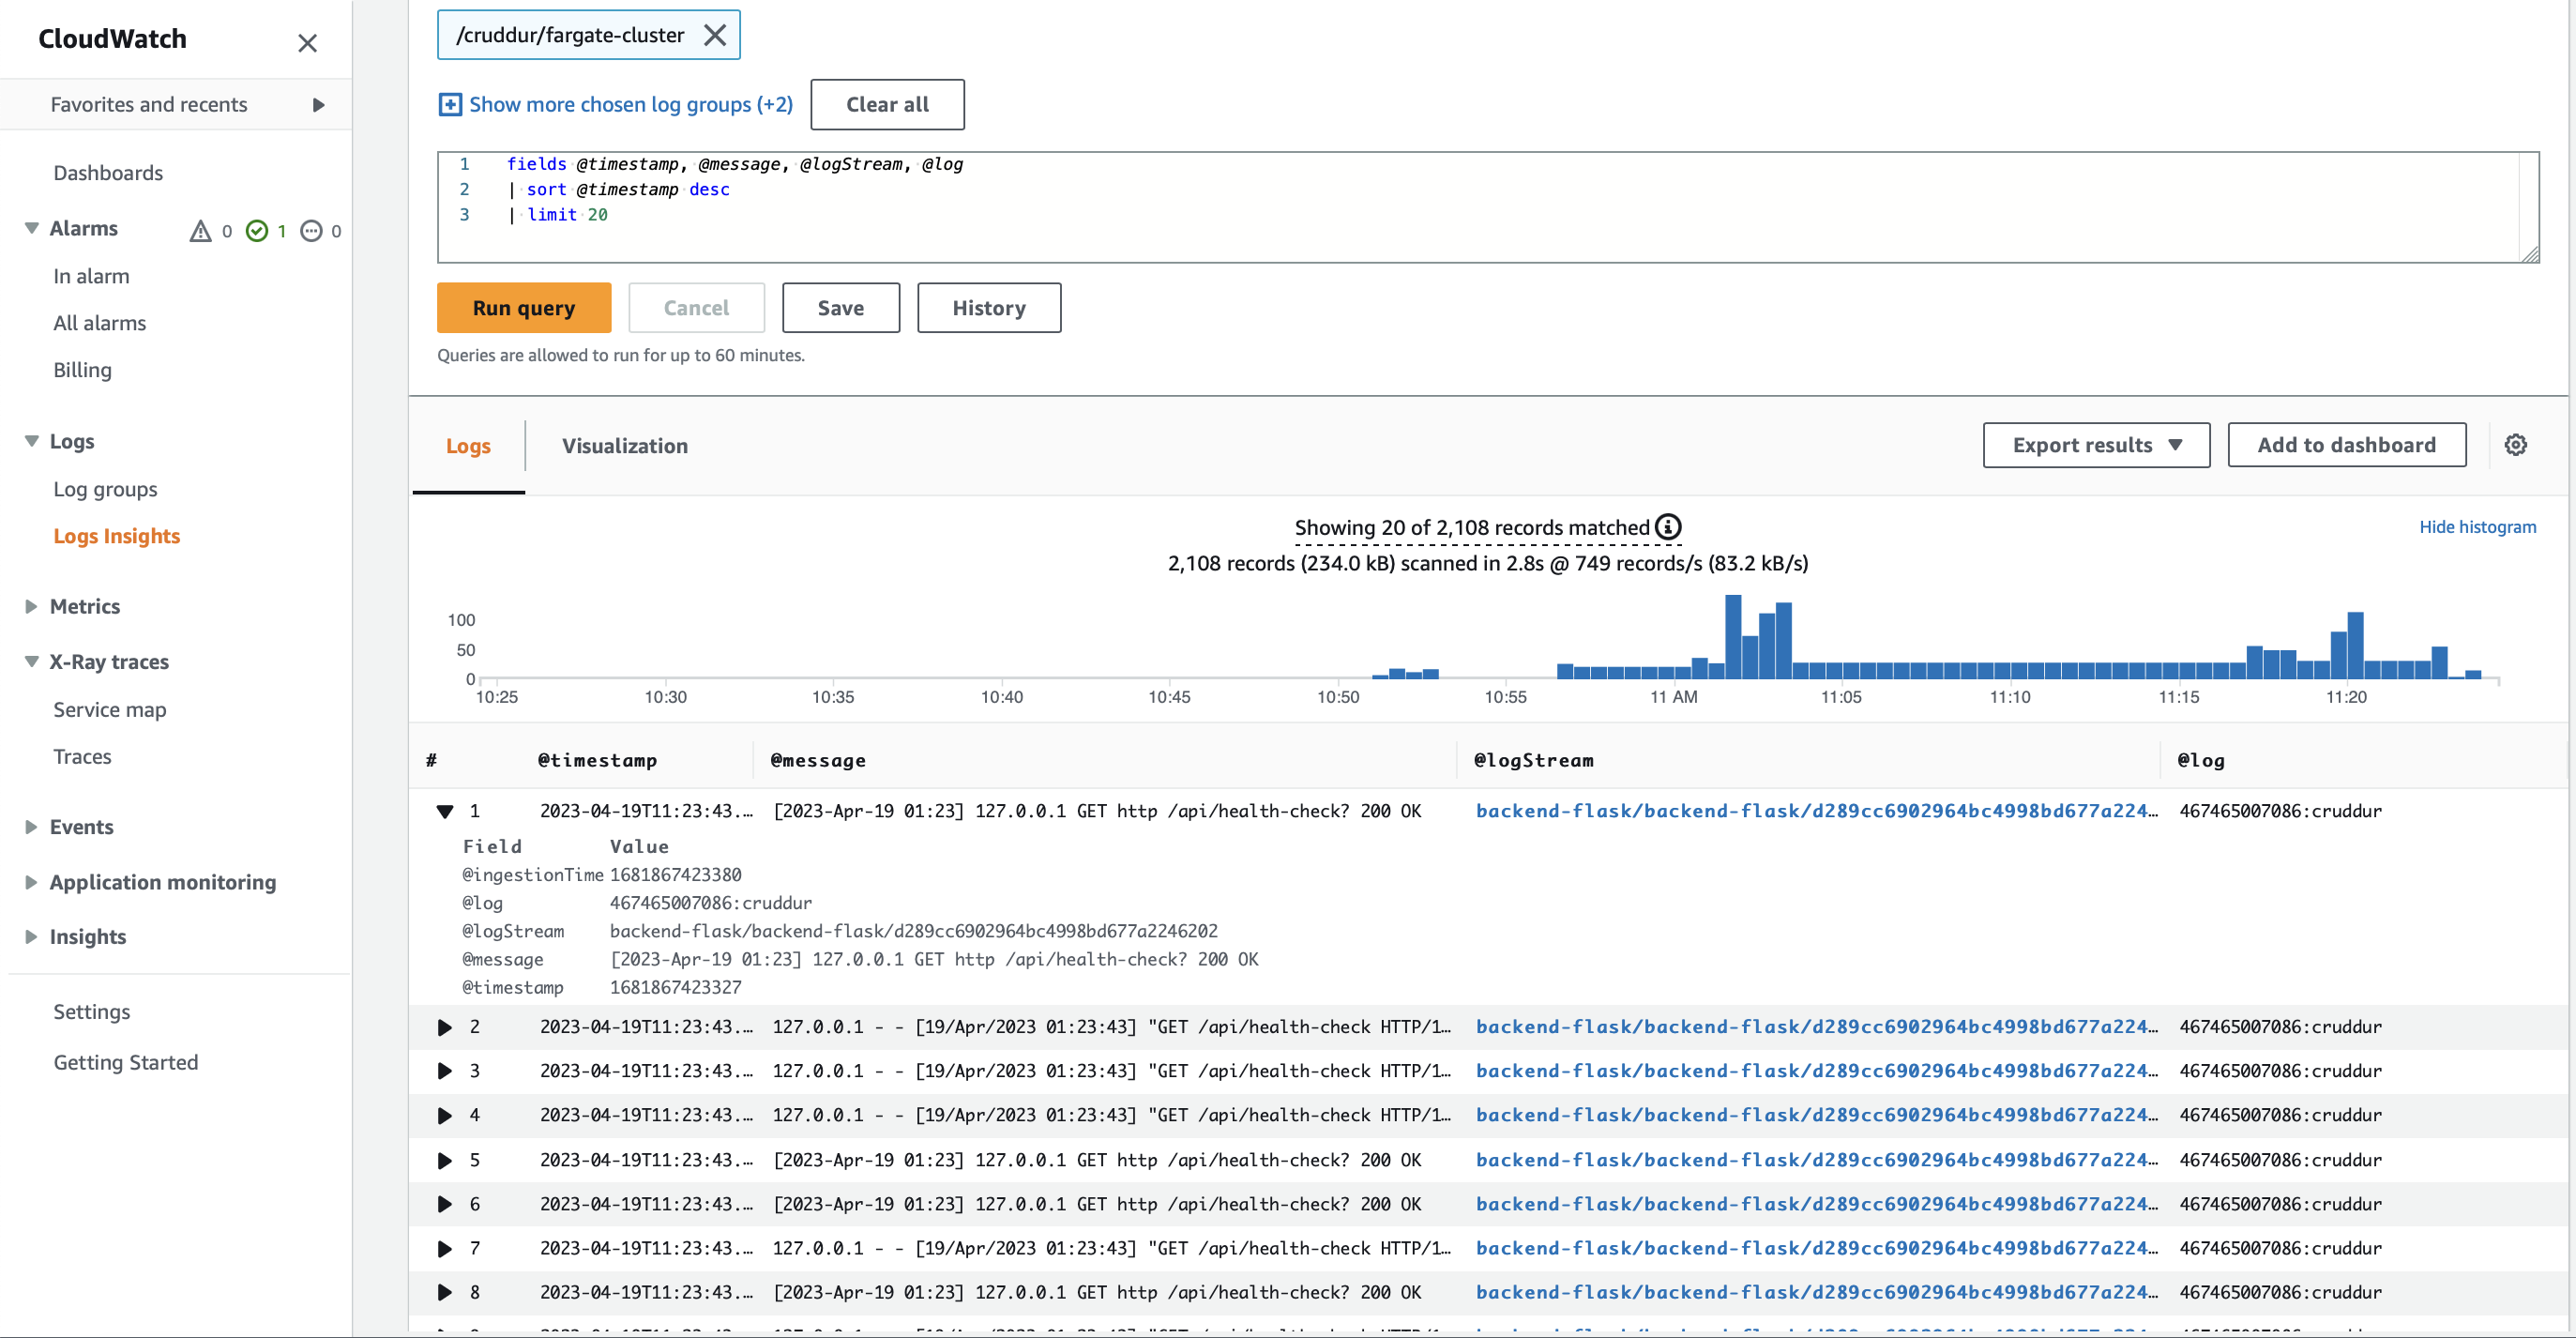 CloudWatch
Favorites and recents
Dashboards
Alarms 0 1 0
In alarm
All alarms
Billing
Logs
Log groups
Logs Insights
Metrics
X-Ray traces
Service map
Traces
Events
Application monitoring
Insights
Settings
Getting Started
/cruddur/fargate-cluster
Show more chosen log groups (+2) Clear all
1 fields @timestamp, @message, @logStream, @log
2 | sort @timestamp desc
3 | limit 20
Run query Cancel Save History
Queries are allowed to run for up to 60 minutes.
Logs Visualization Export results Add to dashboard
Showing 20 of 2,108 records matched
Hide histogram
2,108 records (234.0 kB) scanned in 2.8s @ 749 records/s (83.2 kB/s)
100
50
0
10:25 10:30 10:35 10:40 10:45 10:50 10:55 11 AM 11:05 11:10 11:15 11:20
# @timestamp @message @logStream @log
1 2023-04-19T11:23:43.… [2023-Apr-19 01:23] 127.0.0.1 GET http /api/health-check? 200 OK backend-flask/backend-flask/d289cc6902964bc4998bd677a224… 467465007086:cruddur
Field Value
@ingestionTime 1681867423380
@log 467465007086:cruddur
@logStream backend-flask/backend-flask/d289cc6902964bc4998bd677a2246202
@message [2023-Apr-19 01:23] 127.0.0.1 GET http /api/health-check? 200 OK
@timestamp 1681867423327
2 2023-04-19T11:23:43.… 127.0.0.1 - - [19/Apr/2023 01:23:43] "GET /api/health-check HTTP/1… backend-flask/backend-flask/d289cc6902964bc4998bd677a224… 467465007086:cruddur
3 2023-04-19T11:23:43.… 127.0.0.1 - - [19/Apr/2023 01:23:43] "GET /api/health-check HTTP/1… backend-flask/backend-flask/d289cc6902964bc4998bd677a224… 467465007086:cruddur
4 2023-04-19T11:23:43.… 127.0.0.1 - - [19/Apr/2023 01:23:43] "GET /api/health-check HTTP/1… backend-flask/backend-flask/d289cc6902964bc4998bd677a224… 467465007086:cruddur
5 2023-04-19T11:23:43.… [2023-Apr-19 01:23] 127.0.0.1 GET http /api/health-check? 200 OK backend-flask/backend-flask/d289cc6902964bc4998bd677a224… 467465007086:cruddur
6 2023-04-19T11:23:43.… [2023-Apr-19 01:23] 127.0.0.1 GET http /api/health-check? 200 OK backend-flask/backend-flask/d289cc6902964bc4998bd677a224… 467465007086:cruddur
7 2023-04-19T11:23:43.… 127.0.0.1 - - [19/Apr/2023 01:23:43] "GET /api/health-check HTTP/1… backend-flask/backend-flask/d289cc6902964bc4998bd677a224… 467465007086:cruddur
8 2023-04-19T11:23:43.… [2023-Apr-19 01:23] 127.0.0.1 GET http /api/health-check? 200 OK backend-flask/backend-flask/d289cc6902964bc4998bd677a224… 467465007086:cruddur